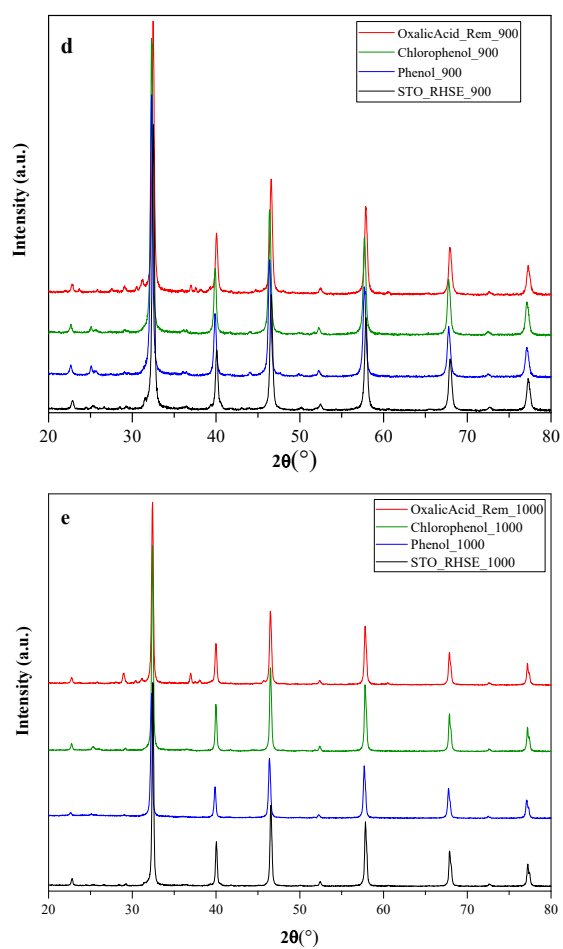 d
OxalicAcid_Rem_900
Chlorophenol_900
Phenol_900
STO_RHSE_900
Intensity (a.u.)
20 30 40 50 60 70 80
2θ(°)
e
OxalicAcid_Rem_1000
Chlorophenol_1000
Phenol_1000
STO_RHSE_1000
Intensity (a.u.)
20 30 40 50 60 70 80
2θ(°)